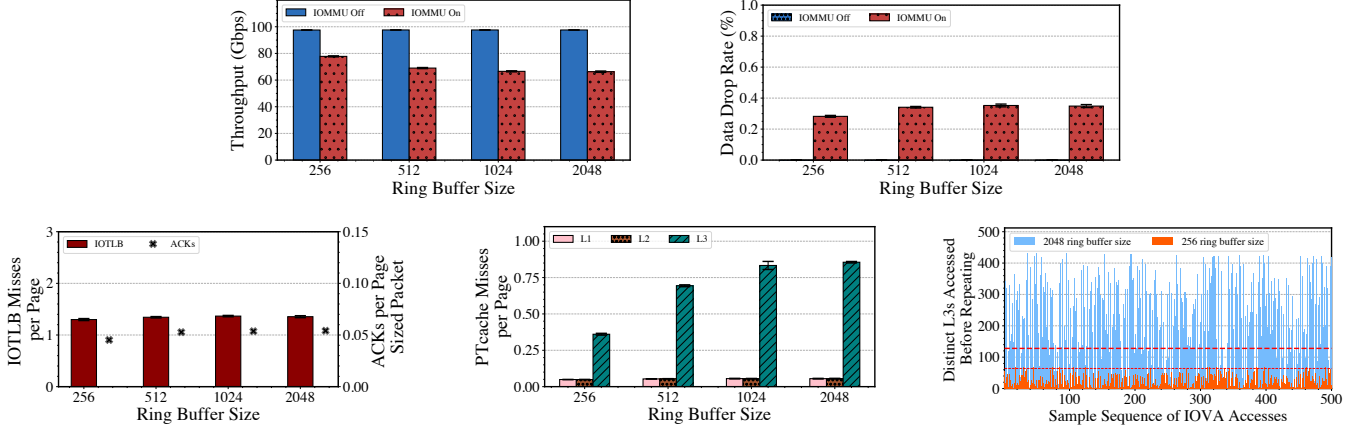 IOMMU Off
IOMMU On
Throughput (Gbps)
100
80
60
40
20
0
256
512
1024
2048
Ring Buffer Size
IOMMU Off
IOMMU On
Data Drop Rate (%)
1.0
0.8
0.6
0.4
0.2
0.0
256
512
1024
2048
Ring Buffer Size
IOTLB
ACKs
IOTLB Misses
per Page
3
2
1
0
0.15
0.10
0.05
0.00
ACKs per Page
Sized Packet
256
512
1024
2048
Ring Buffer Size
L1
L2
L3
PTcache Misses
per Page
1.00
0.75
0.50
0.25
0.00
256
512
1024
2048
Ring Buffer Size
2048 ring buffer size
256 ring buffer size
Distinct L3s Accessed
Before Repeating
500
400
300
200
100
0
100
200
300
400
500
Sample Sequence of IOVA Accesses